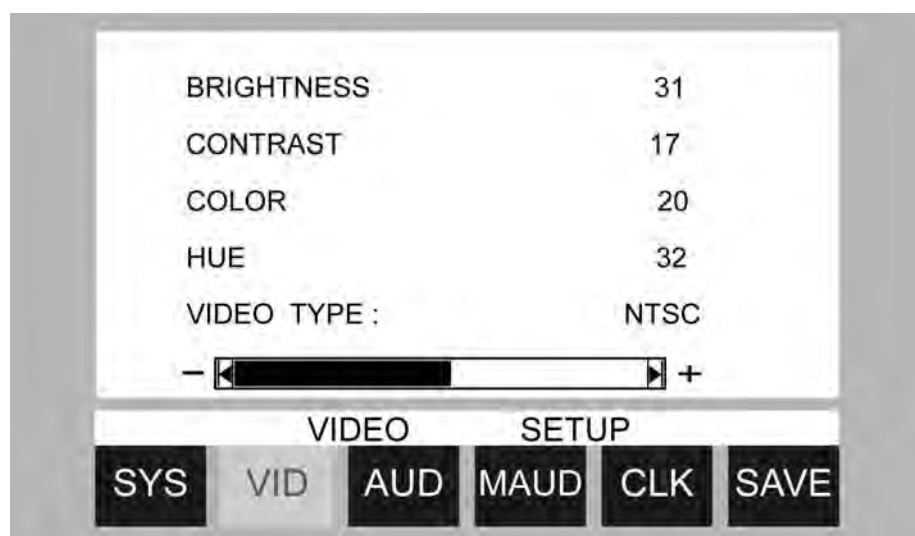 BRIGHTNESS 31
CONTRAST 17
COLOR 20
HUE 32
VIDEO TYPE : NTSC
− +
VIDEO SETUP
SYS VID AUD MAUD CLK SAVE